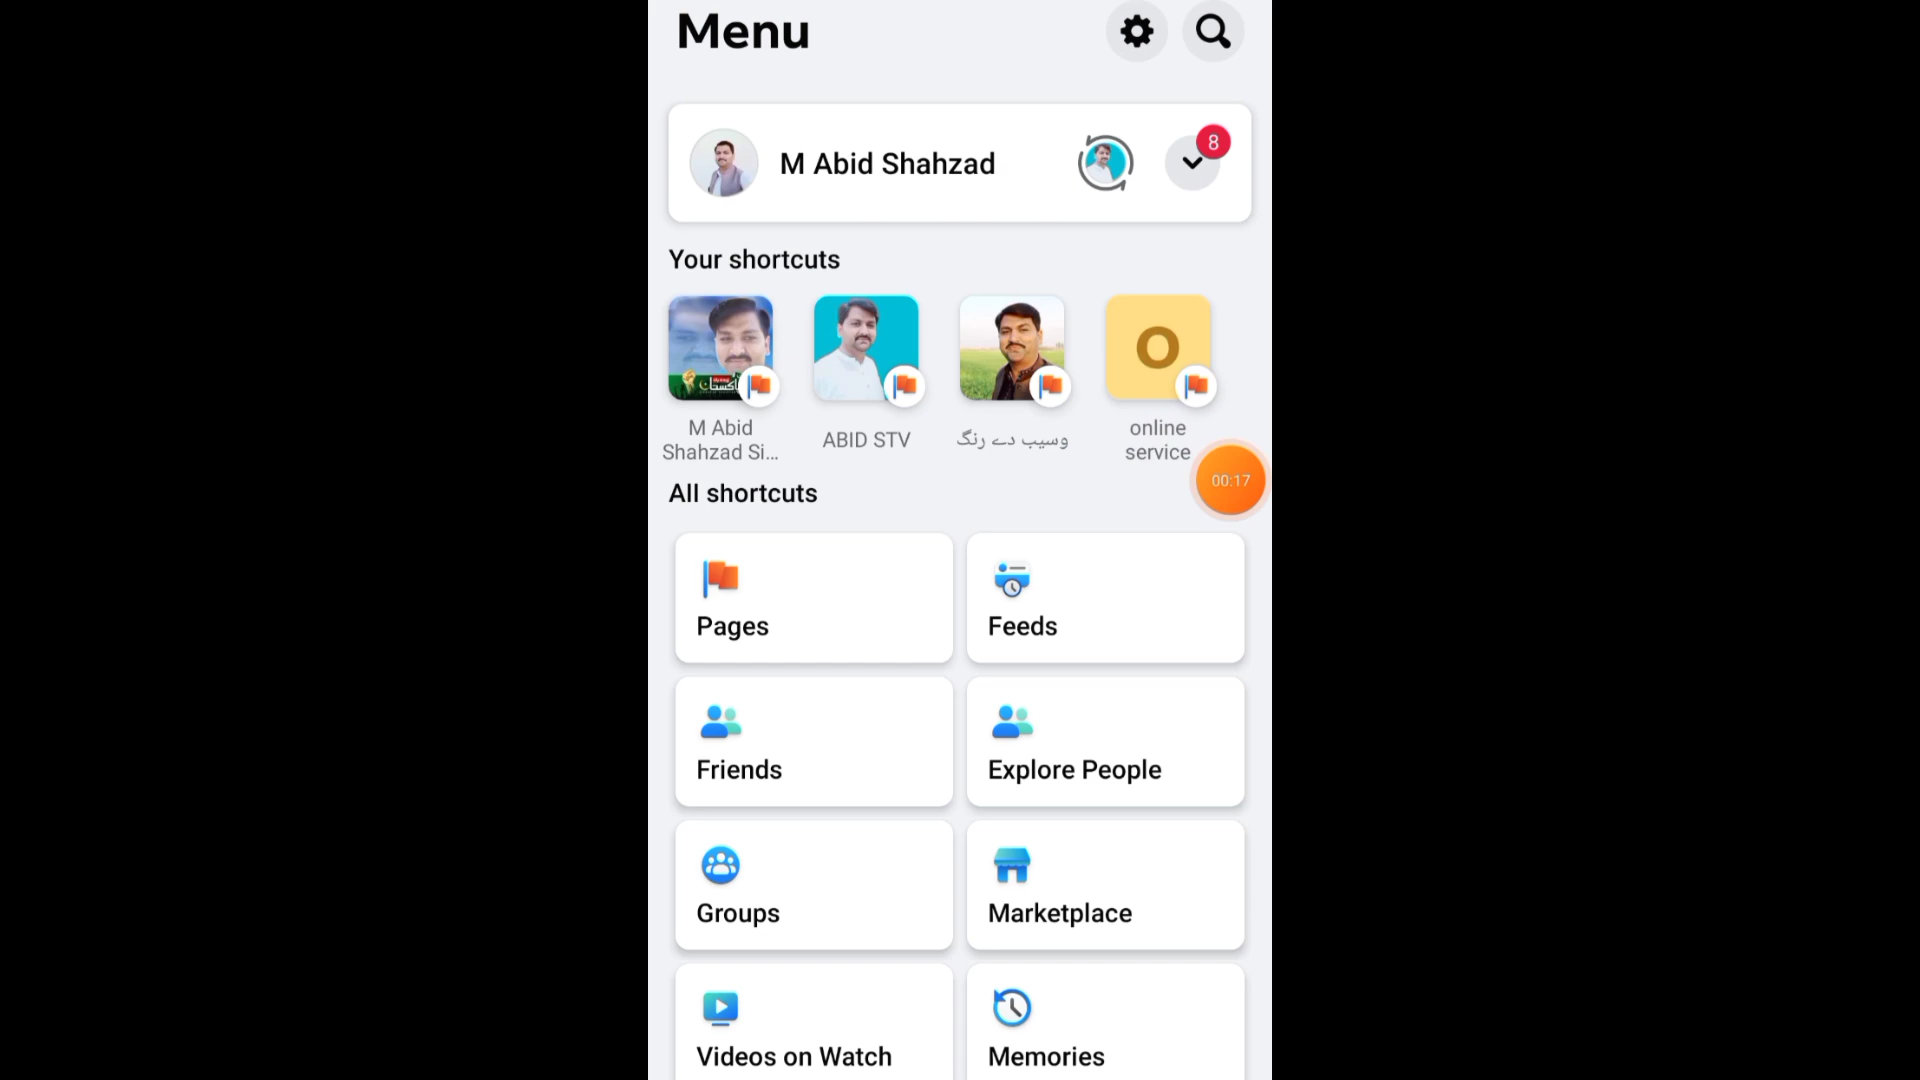 Menu
M Abid Shahzad
8
Your shortcuts
M Abid
Shahzad Si...
ABID STV
وسیب دے رنگ
O
online
service
00:17
All shortcuts
Pages
Feeds
Friends
Explore People
Groups
Marketplace
Videos on Watch
Memories